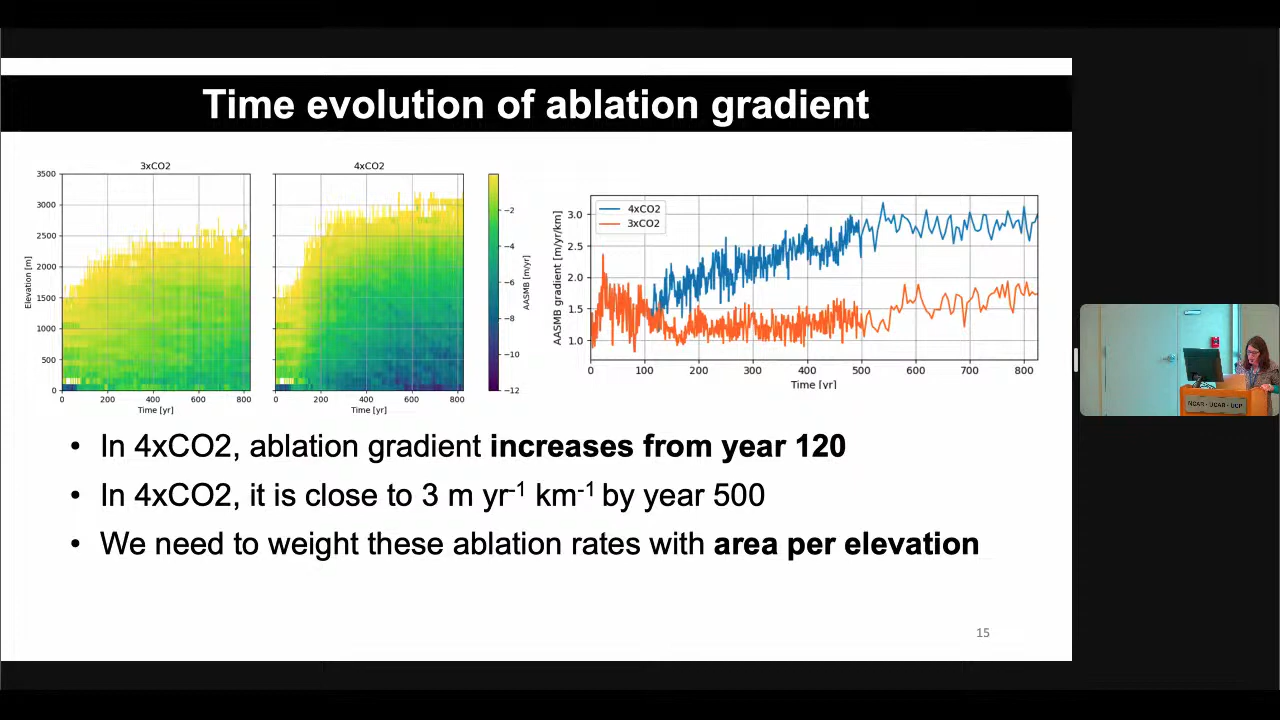 Time evolution of ablation gradient
3xCO2
4xCO2
3500
3000
2500
2000
1500
1000
500
0
Elevation [m]
0 200 400 600 800
Time [yr]
0 200 400 600 800
Time [yr]
−2
−4
−6
−8
−10
−12
AASMB [m/yr]
4xCO2
3xCO2
3.0
2.5
2.0
1.5
1.0
AASMB gradient [m/yr/km]
0 100 200 300 400 500 600 700 800
Time [yr]
• In 4xCO2, ablation gradient increases from year 120
• In 4xCO2, it is close to 3 m yr⁻¹ km⁻¹ by year 500
• We need to weight these ablation rates with area per elevation
15
NCAR - UCAR - UCP